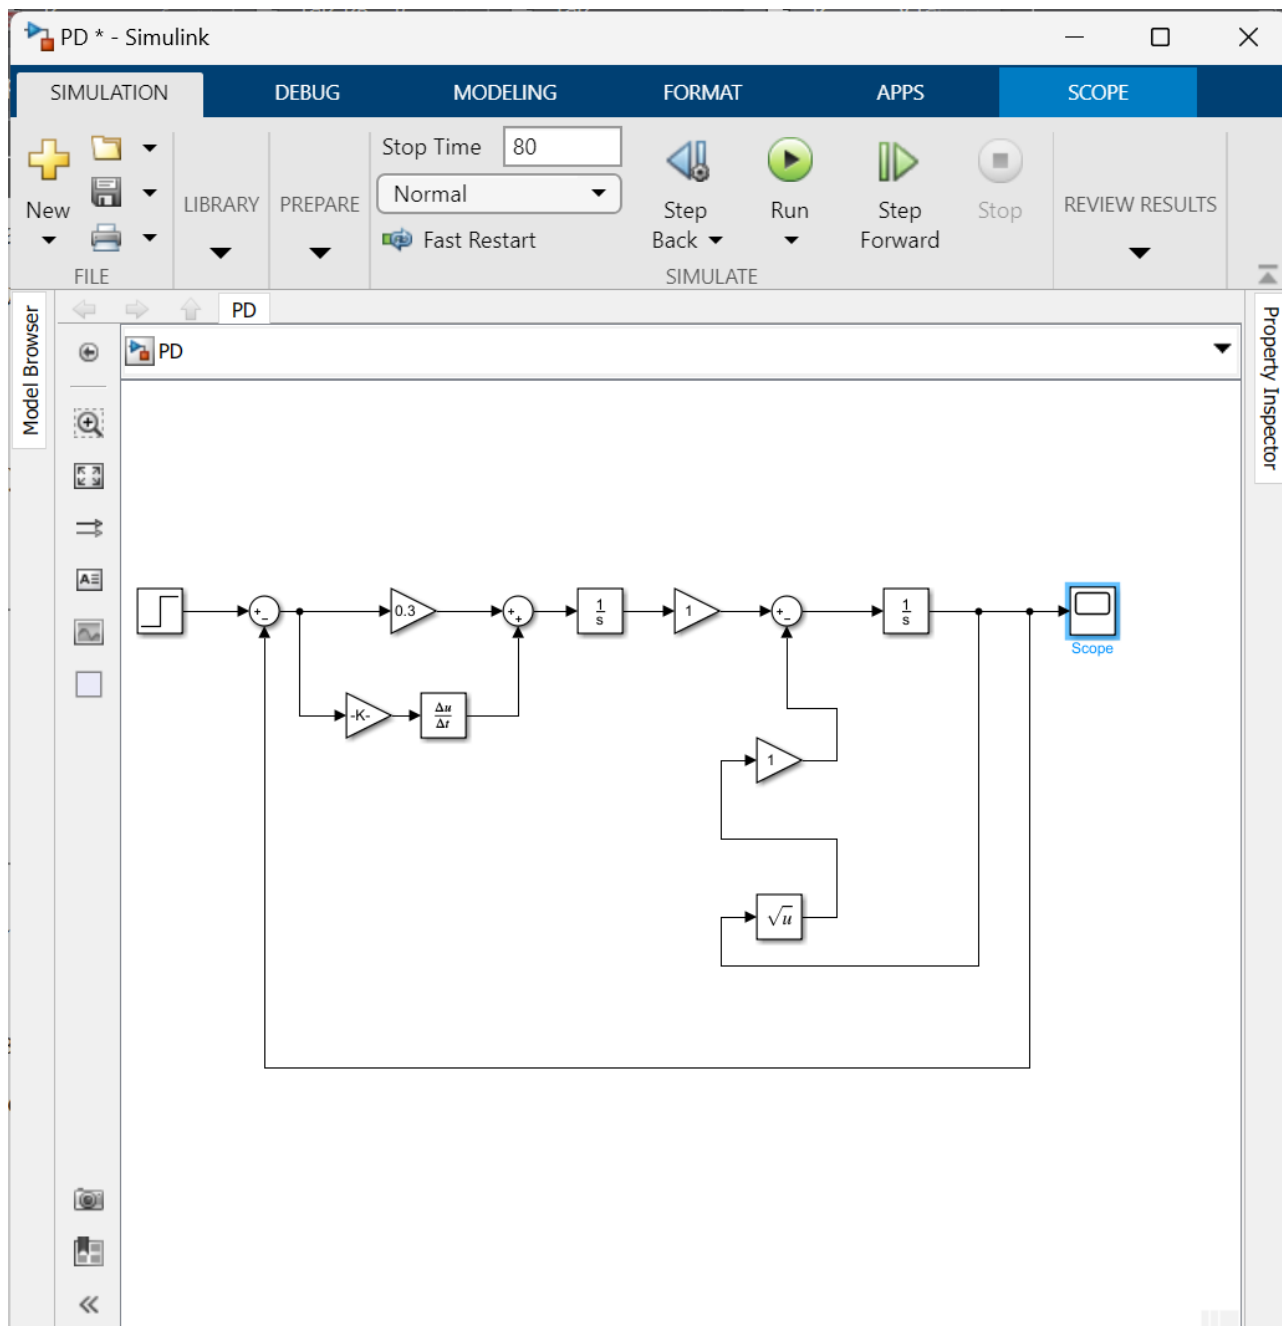 PD * - Simulink
SIMULATION DEBUG MODELING FORMAT APPS SCOPE
New
FILE
LIBRARY
PREPARE
Stop Time 80
Normal
Fast Restart
Step Back
Run
Step Forward
Stop
SIMULATE
REVIEW RESULTS
Model Browser
Property Inspector
PD
PD
+
−
0.3
+
+
1
s
1
+
−
1
s
Scope
-K-
Δu
Δt
1
√u